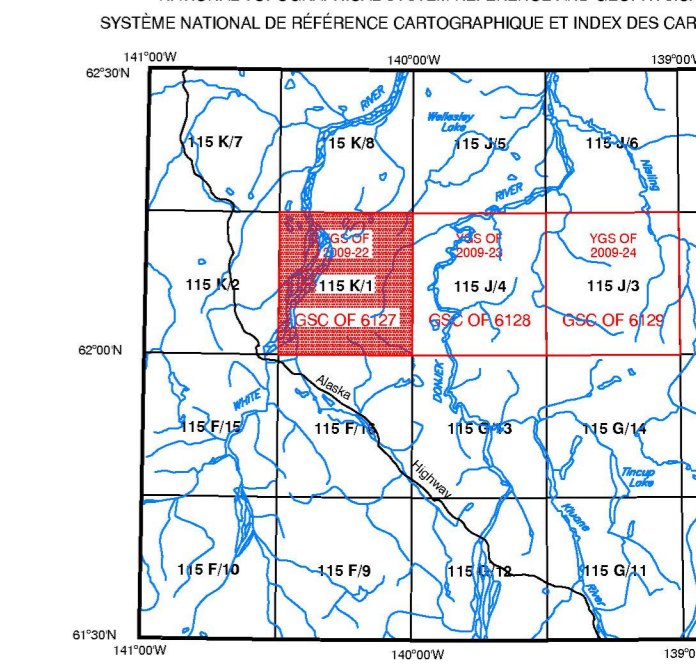 SYSTÈME NATIONAL DE RÉFÉRENCE CARTOGRAPHIQUE ET INDEX DES CAR
141°00'W
140°00'W
139°00'W
62°30'N
RIVER
Wellesley
Lake
115 K/7
15 K/8
115 J/5
115 J/6
Nisling
RIVER
YGS OF
2009-22
YGS OF
2009-23
YGS OF
2009-24
115 K/2
115 K/1
115 J/4
115 J/3
GSC OF 6127
GSC OF 6128
GSC OF 6129
62°00'N
Alaska
DONJEK
WHITE
115 F/15
115 F/16
115 G/13
115 G/14
Highway
Tincup
Lake
Kluane
115 F/10
115 F/9
115 G/12
115 G/11
River
61°30'N
141°00'W
140°00'W
139°0